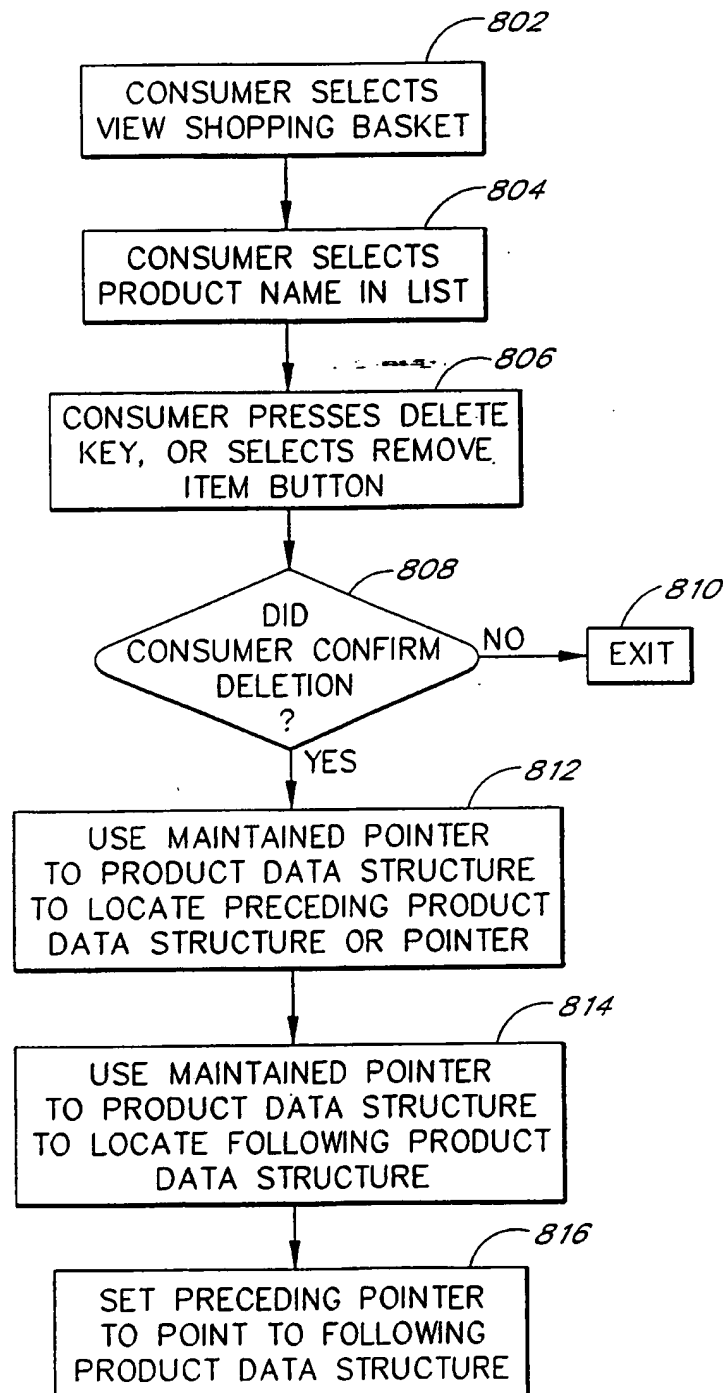 802
CONSUMER SELECTS
VIEW SHOPPING BASKET
804
CONSUMER SELECTS
PRODUCT NAME IN LIST
806
CONSUMER PRESSES DELETE
KEY, OR SELECTS REMOVE
ITEM BUTTON
808
DID
CONSUMER CONFIRM
DELETION
?
NO
810
EXIT
YES
812
USE MAINTAINED POINTER
TO PRODUCT DATA STRUCTURE
TO LOCATE PRECEDING PRODUCT
DATA STRUCTURE OR POINTER
814
USE MAINTAINED POINTER
TO PRODUCT DATA STRUCTURE
TO LOCATE FOLLOWING PRODUCT
DATA STRUCTURE
816
SET PRECEDING POINTER
TO POINT TO FOLLOWING
PRODUCT DATA STRUCTURE